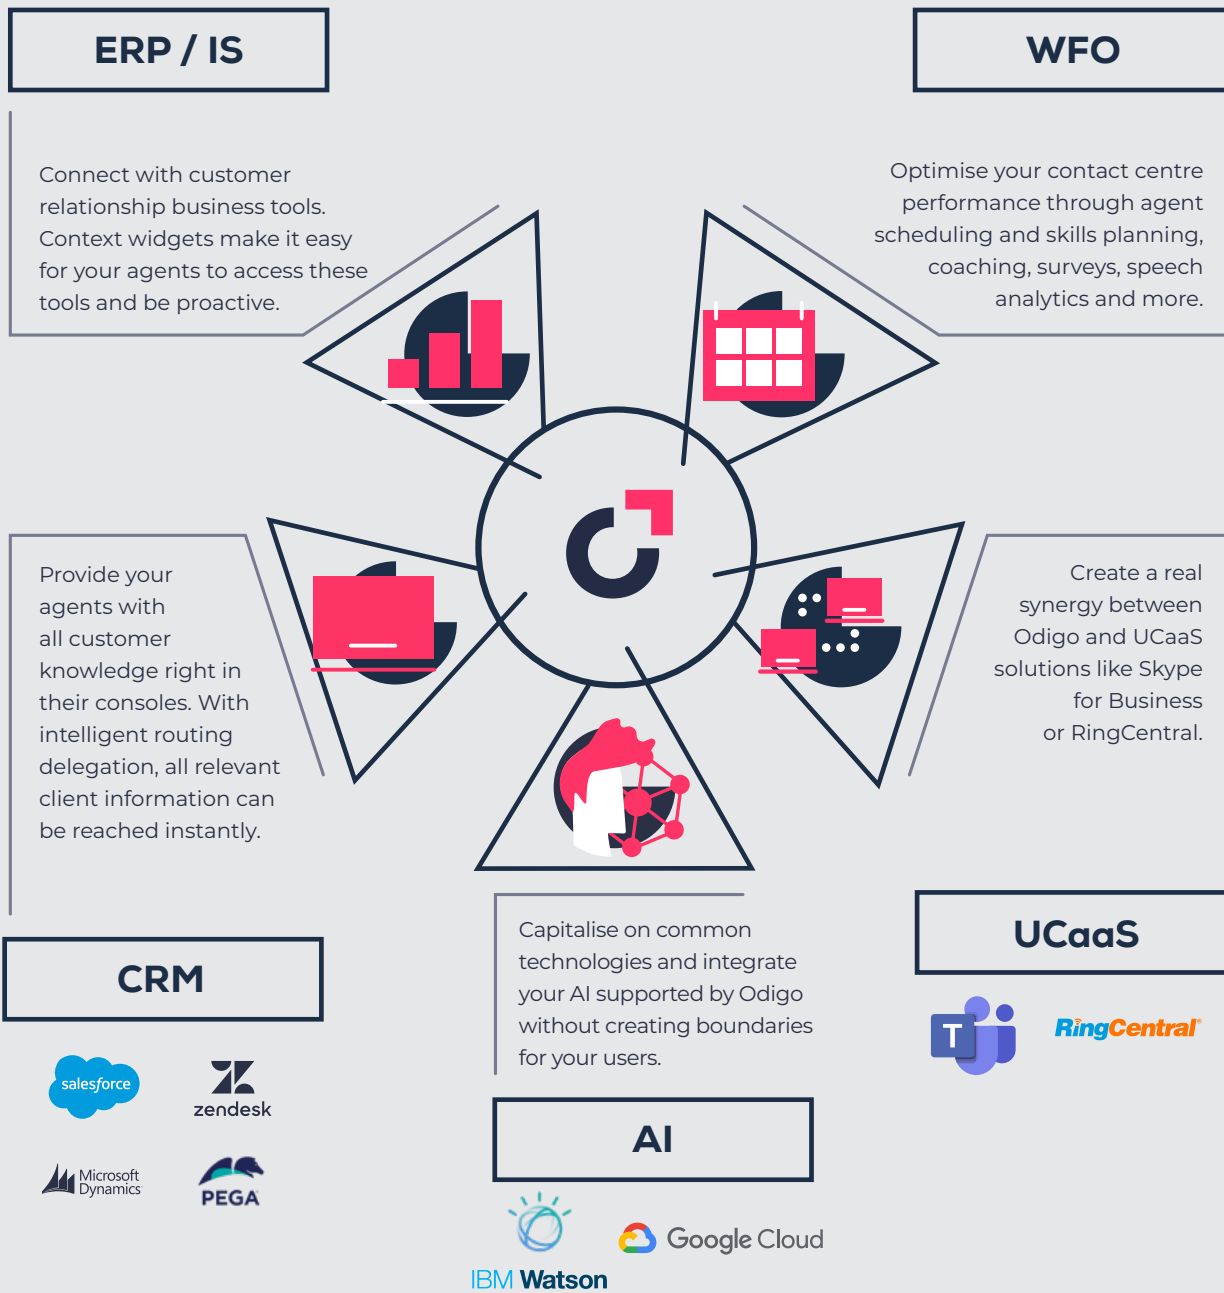 ERP / IS
Connect with customer
relationship business tools.
Context widgets make it easy
for your agents to access these
tools and be proactive.
WFO
Optimise your contact centre
performance through agent
scheduling and skills planning,
coaching, surveys, speech
analytics and more.
Provide your
agents with
all customer
knowledge right in
their consoles. With
intelligent routing
delegation, all relevant
client information can
be reached instantly.
CRM
salesforce
zendesk
Microsoft
Dynamics
PEGA
Capitalise on common
technologies and integrate
your AI supported by Odigo
without creating boundaries
for your users.
AI
IBM Watson
Google Cloud
Create a real
synergy between
Odigo and UCaaS
solutions like Skype
for Business
or RingCentral.
UCaaS
T
RingCentral®